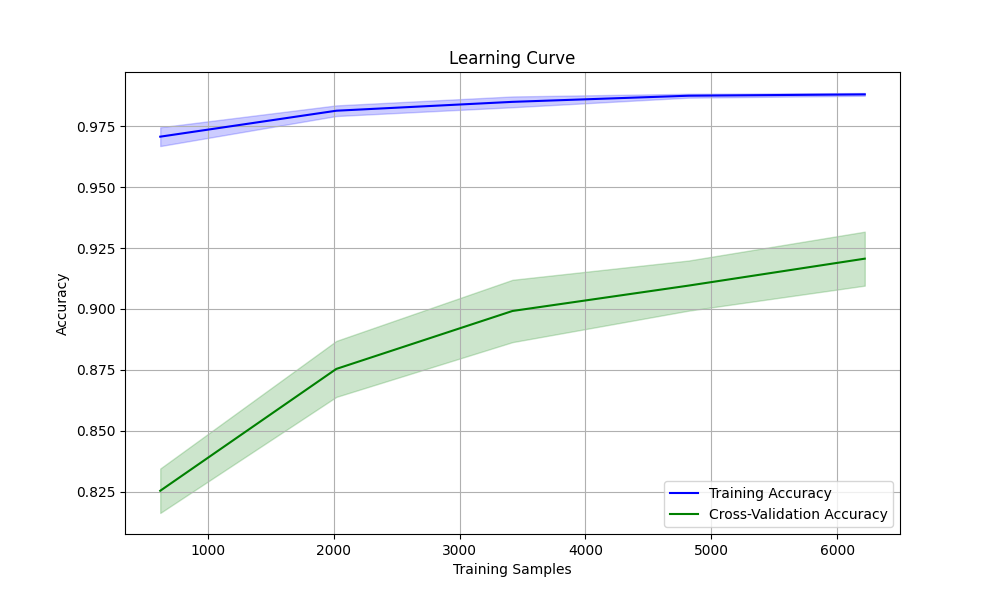 Learning Curve
0.975
0.950
0.925
0.900
0.875
0.850
0.825
Accuracy
Training Accuracy
Cross-Validation Accuracy
1000 2000 3000 4000 5000 6000
Training Samples